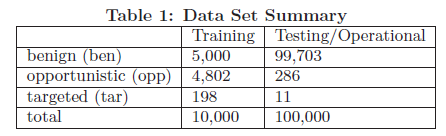 Table 1: Data Set Summary
Training Testing/Operational
benign (ben) 5,000 99,703
opportunistic (opp) 4,802 286
targeted (tar) 198 11
total 10,000 100,000